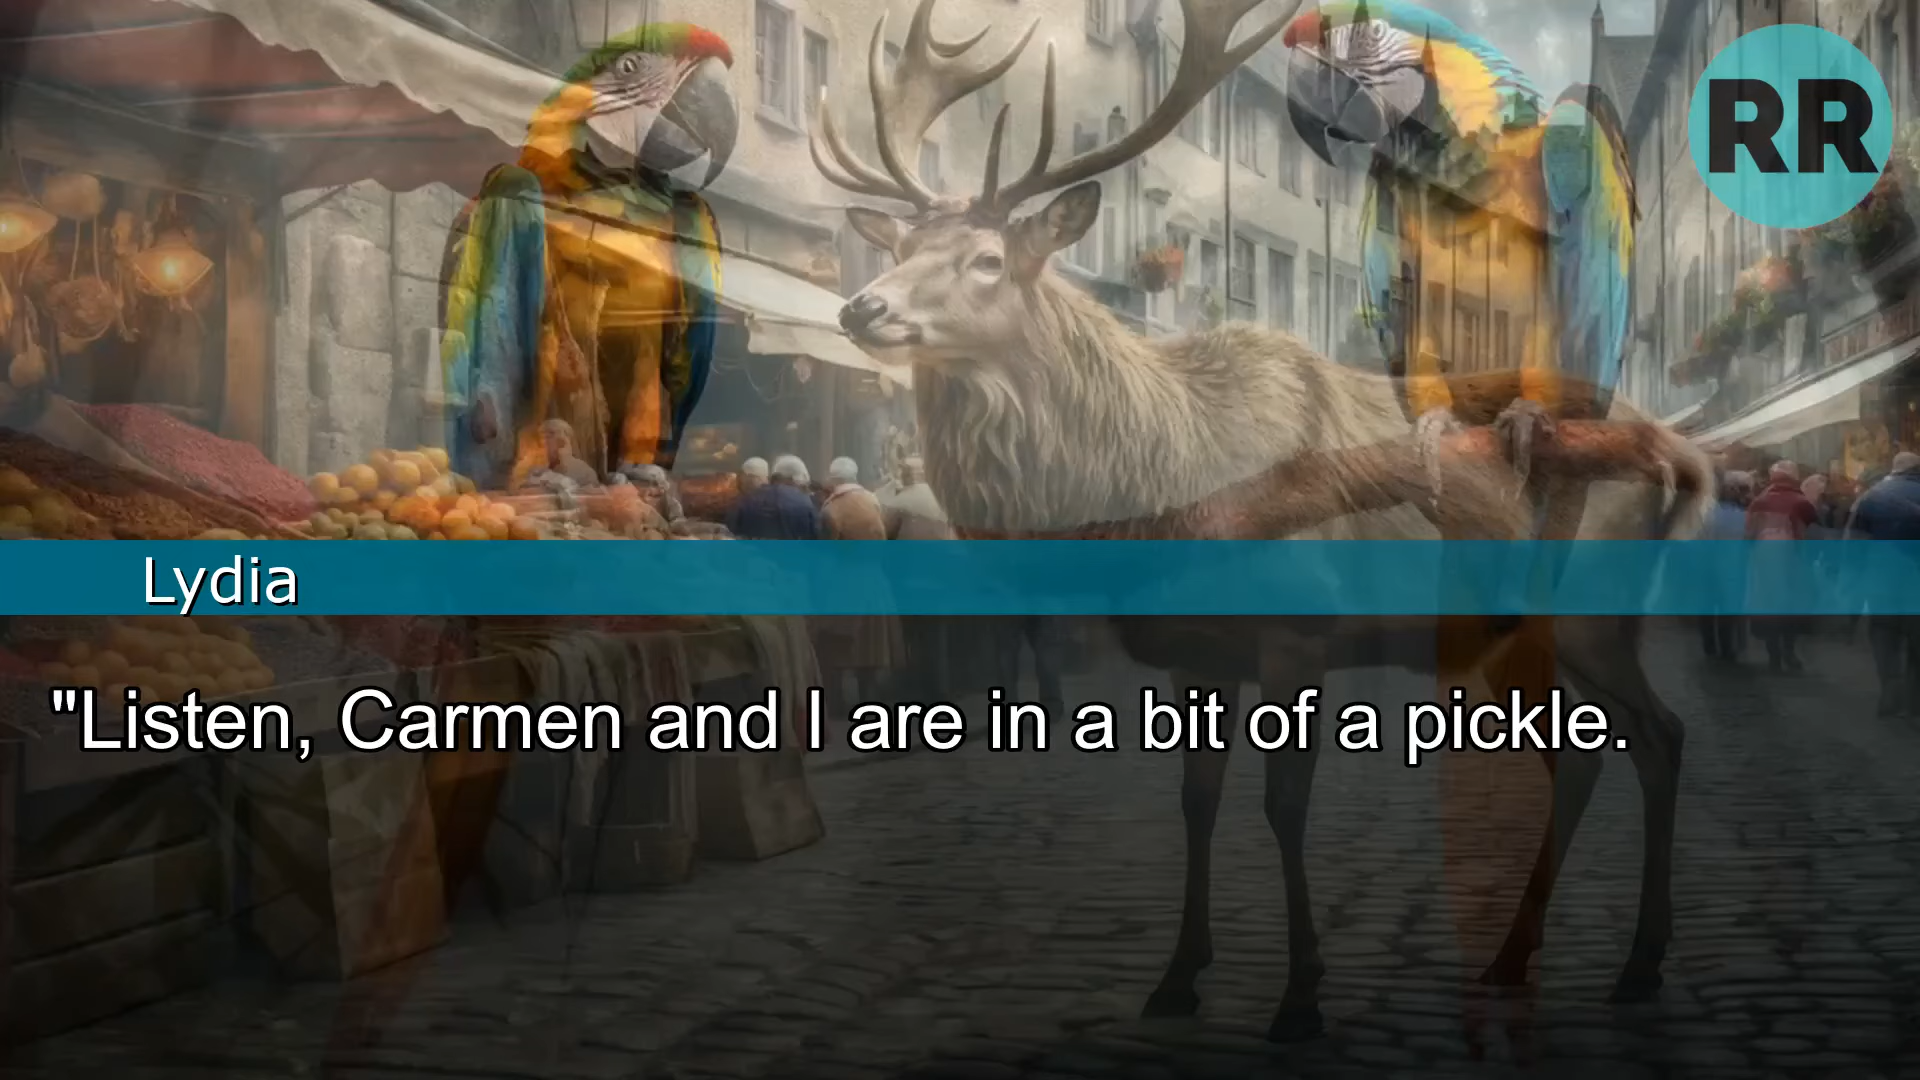 RR
Lydia
"Listen, Carmen and I are in a bit of a pickle.